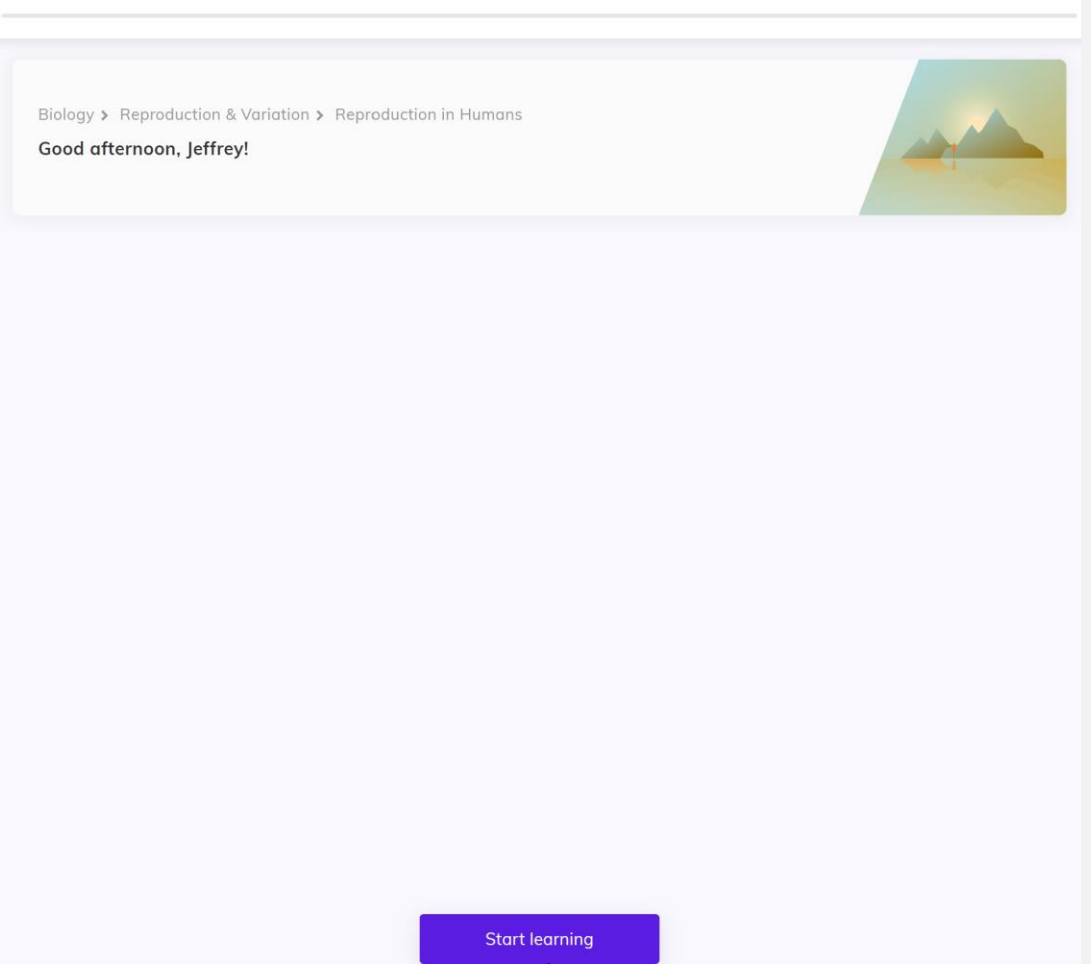 Biology > Reproduction & Variation > Reproduction in Humans
Good afternoon, Jeffrey!
Start learning